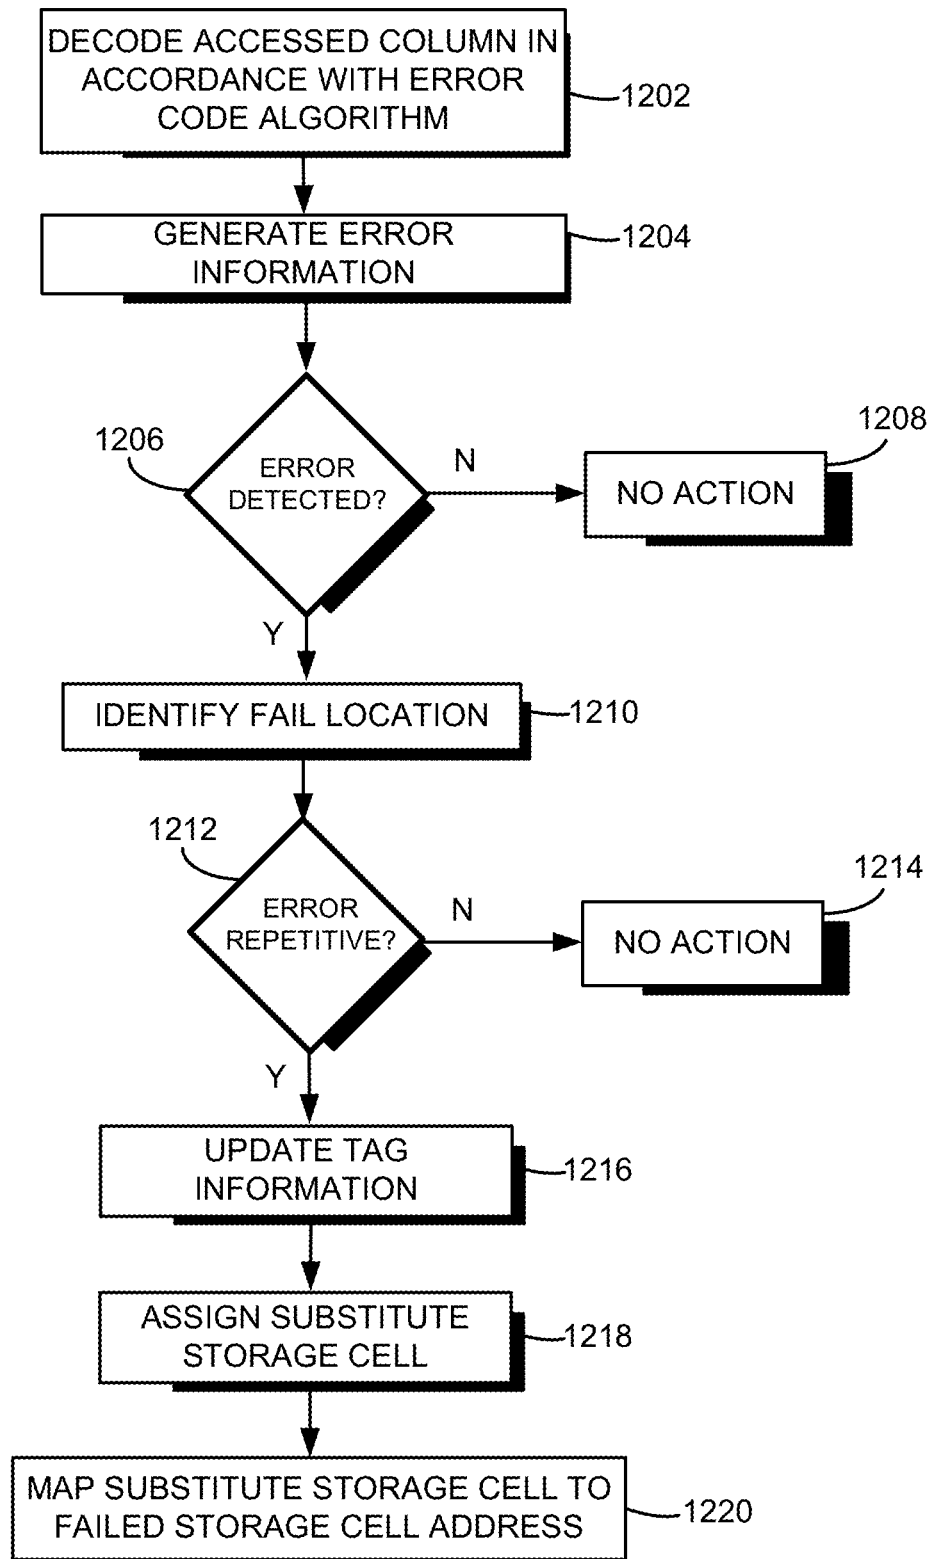 DECODE ACCESSED COLUMN IN
ACCORDANCE WITH ERROR
CODE ALGORITHM
1202
GENERATE ERROR
INFORMATION
1204
1206
ERROR
DETECTED?
N
1208
NO ACTION
Y
IDENTIFY FAIL LOCATION
1210
1212
ERROR
REPETITIVE?
N
1214
NO ACTION
Y
UPDATE TAG
INFORMATION
1216
ASSIGN SUBSTITUTE
STORAGE CELL
1218
MAP SUBSTITUTE STORAGE CELL TO
FAILED STORAGE CELL ADDRESS
1220